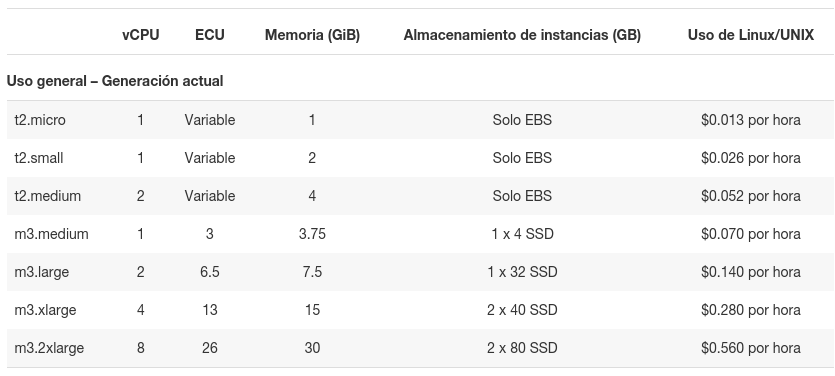 vCPU ECU Memoria (GiB) Almacenamiento de instancias (GB) Uso de Linux/UNIX
Uso general – Generación actual
t2.micro 1 Variable 1 Solo EBS $0.013 por hora
t2.small 1 Variable 2 Solo EBS $0.026 por hora
t2.medium 2 Variable 4 Solo EBS $0.052 por hora
m3.medium 1 3 3.75 1 x 4 SSD $0.070 por hora
m3.large 2 6.5 7.5 1 x 32 SSD $0.140 por hora
m3.xlarge 4 13 15 2 x 40 SSD $0.280 por hora
m3.2xlarge 8 26 30 2 x 80 SSD $0.560 por hora